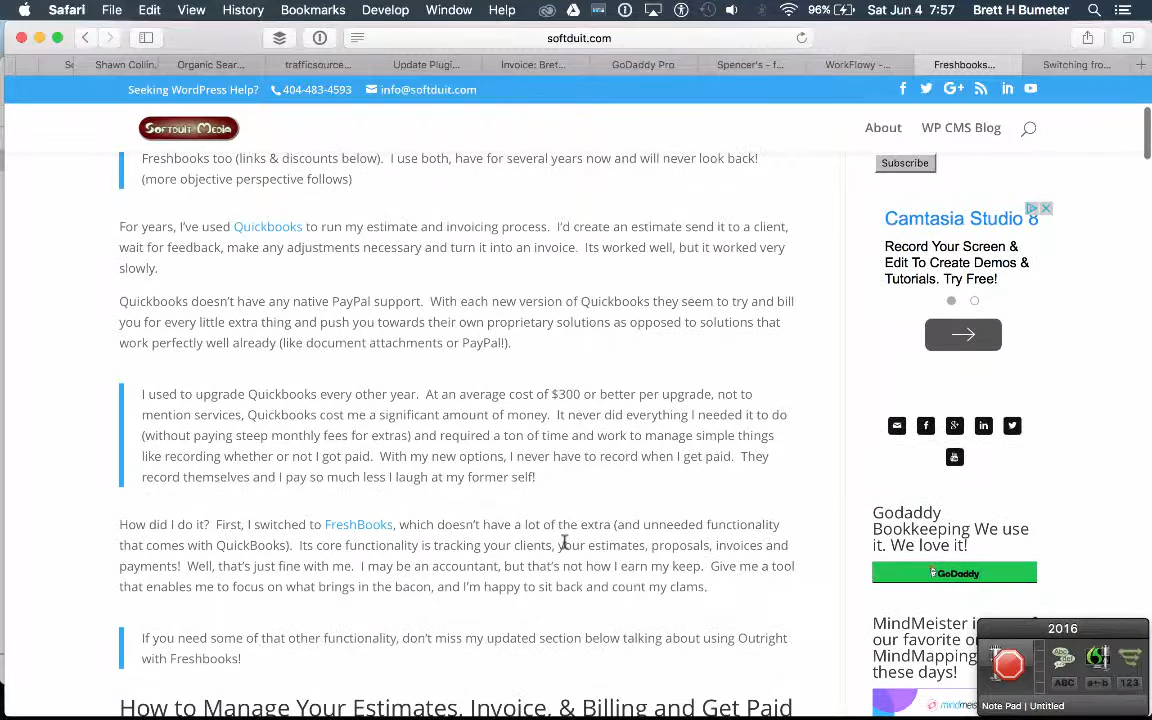 Safari File Edit View History Bookmarks Develop Window Help 96% Sat Jun 4 7:57 Brett H Bumeter
softduit.com
Sc Shawn Collin. Organic Sear... trafficsource... Update Plugi... Invoice: Bret... GoDaddy Pro Spencer's – f... WorkFlowy –... Freshbooks... Switching fro...
Seeking WordPress Help? 404-483-4593 info@softduit.com
Softduit Media About WP CMS Blog
Freshbooks too (links & discounts below). I use both, have for several years now and will never look back!
(more objective perspective follows)
For years, I've used Quickbooks to run my estimate and invoicing process. I'd create an estimate send it to a client,
wait for feedback, make any adjustments necessary and turn it into an invoice. Its worked well, but it worked very
slowly.
Quickbooks doesn't have any native PayPal support. With each new version of Quickbooks they seem to try and bill
you for every little extra thing and push you towards their own proprietary solutions as opposed to solutions that
work perfectly well already (like document attachments or PayPal!).
I used to upgrade Quickbooks every other year. At an average cost of $300 or better per upgrade, not to
mention services, Quickbooks cost me a significant amount of money. It never did everything I needed it to do
(without paying steep monthly fees for extras) and required a ton of time and work to manage simple things
like recording whether or not I got paid. With my new options, I never have to record when I get paid. They
record themselves and I pay so much less I laugh at my former self!
How did I do it? First, I switched to FreshBooks, which doesn't have a lot of the extra (and unneeded functionality
that comes with QuickBooks). Its core functionality is tracking your clients, your estimates, proposals, invoices and
payments! Well, that's just fine with me. I may be an accountant, but that's not how I earn my keep. Give me a tool
that enables me to focus on what brings in the bacon, and I'm happy to sit back and count my clams.
If you need some of that other functionality, don't miss my updated section below talking about using Outright
with Freshbooks!
How to Manage Your Estimates, Invoice, & Billing and Get Paid
Subscribe
Camtasia Studio 8
Record Your Screen &
Edit To Create Demos &
Tutorials. Try Free!
Godaddy
Bookkeeping We use
it. We love it!
GoDaddy
MindMeister i
our favorite o
MindMapping
these days!
mindmeis
2016
ABC a+-b 123
Note Pad | Untitled